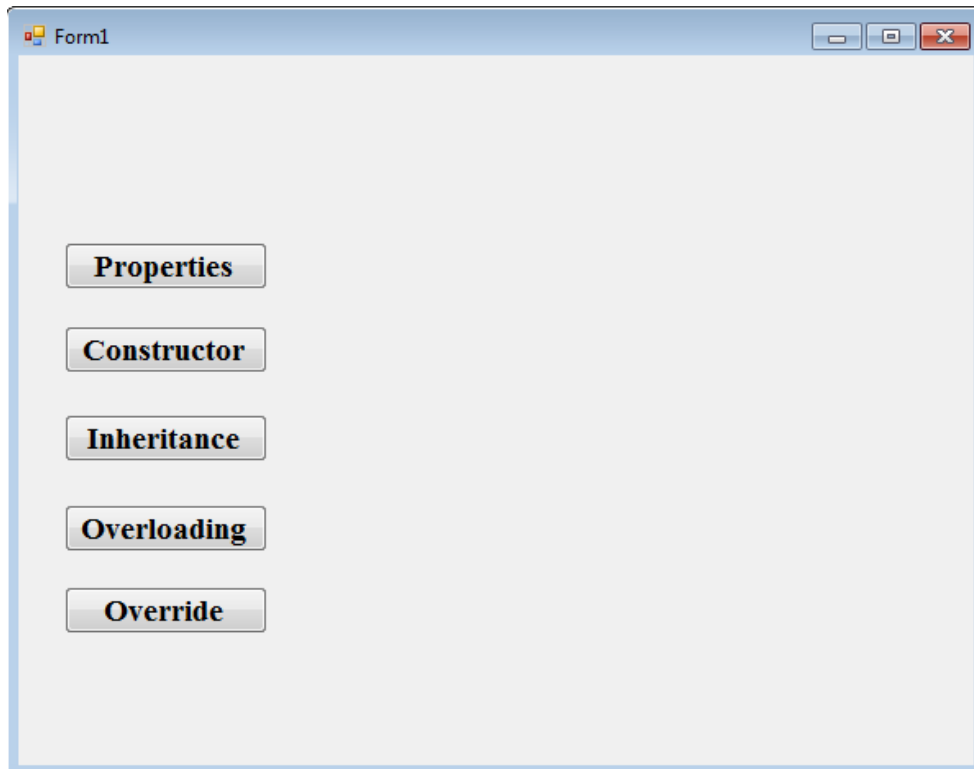 Form1
Properties
Constructor
Inheritance
Overloading
Override